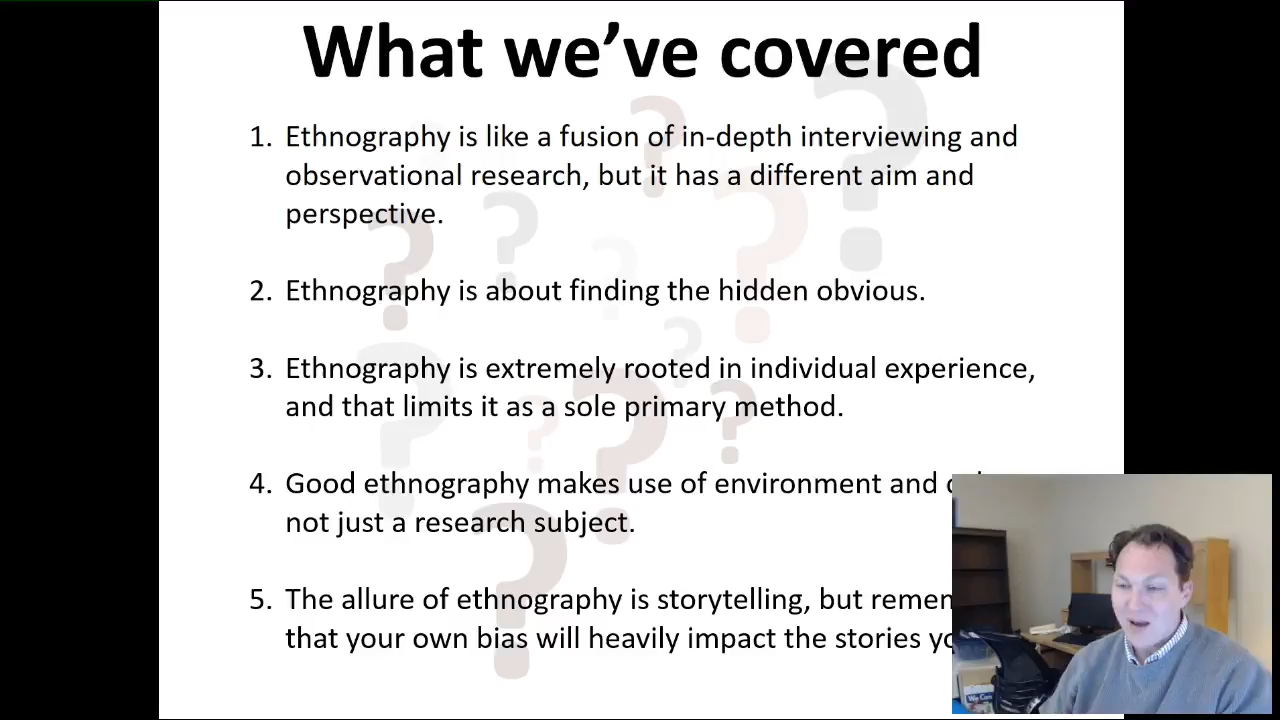 What we’ve covered
1. Ethnography is like a fusion of in-depth interviewing and
observational research, but it has a different aim and
perspective.
2. Ethnography is about finding the hidden obvious.
3. Ethnography is extremely rooted in individual experience,
and that limits it as a sole primary method.
4. Good ethnography makes use of environment and
not just a research subject.
5. The allure of ethnography is storytelling, but
that your own bias will heavily impact the stories